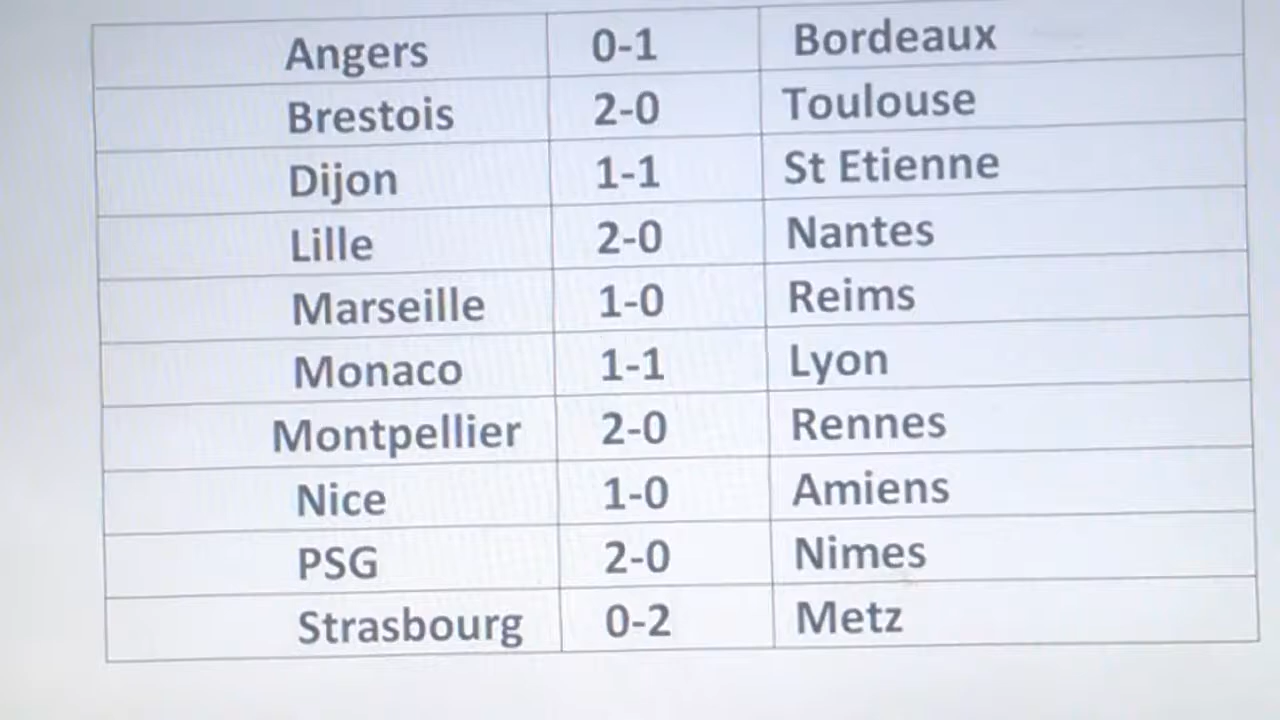 Angers 0-1 Bordeaux
Brestois 2-0 Toulouse
Dijon 1-1 St Etienne
Lille 2-0 Nantes
Marseille 1-0 Reims
Monaco 1-1 Lyon
Montpellier 2-0 Rennes
Nice 1-0 Amiens
PSG 2-0 Nimes
Strasbourg 0-2 Metz